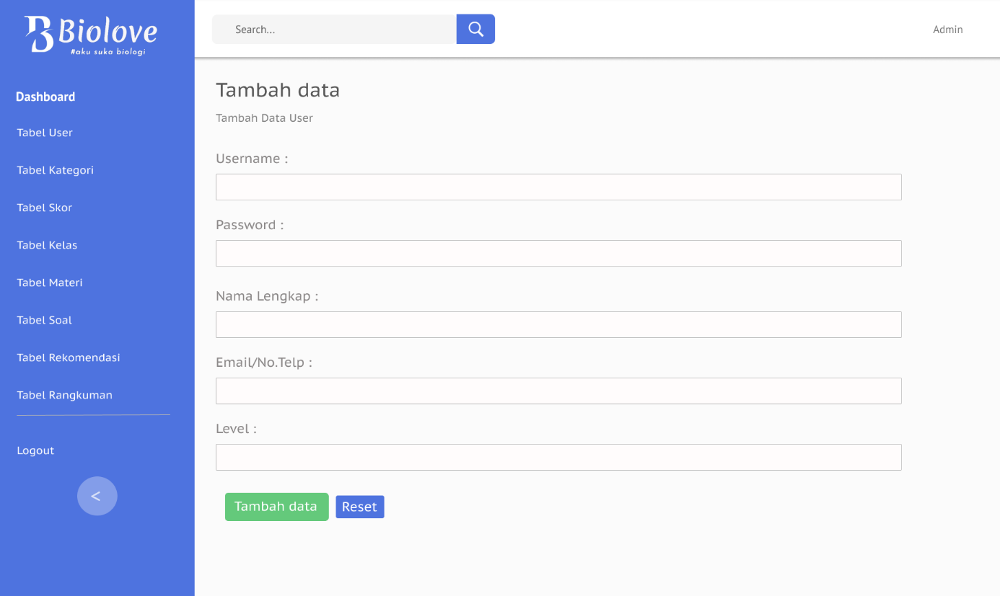 Biolove
#aku suka biologi
Dashboard
Tabel User
Tabel Kategori
Tabel Skor
Tabel Kelas
Tabel Materi
Tabel Soal
Tabel Rekomendasi
Tabel Rangkuman
Logout
<
Search...
Admin
Tambah data
Tambah Data User
Username :
Password :
Nama Lengkap :
Email/No.Telp :
Level :
Tambah data
Reset